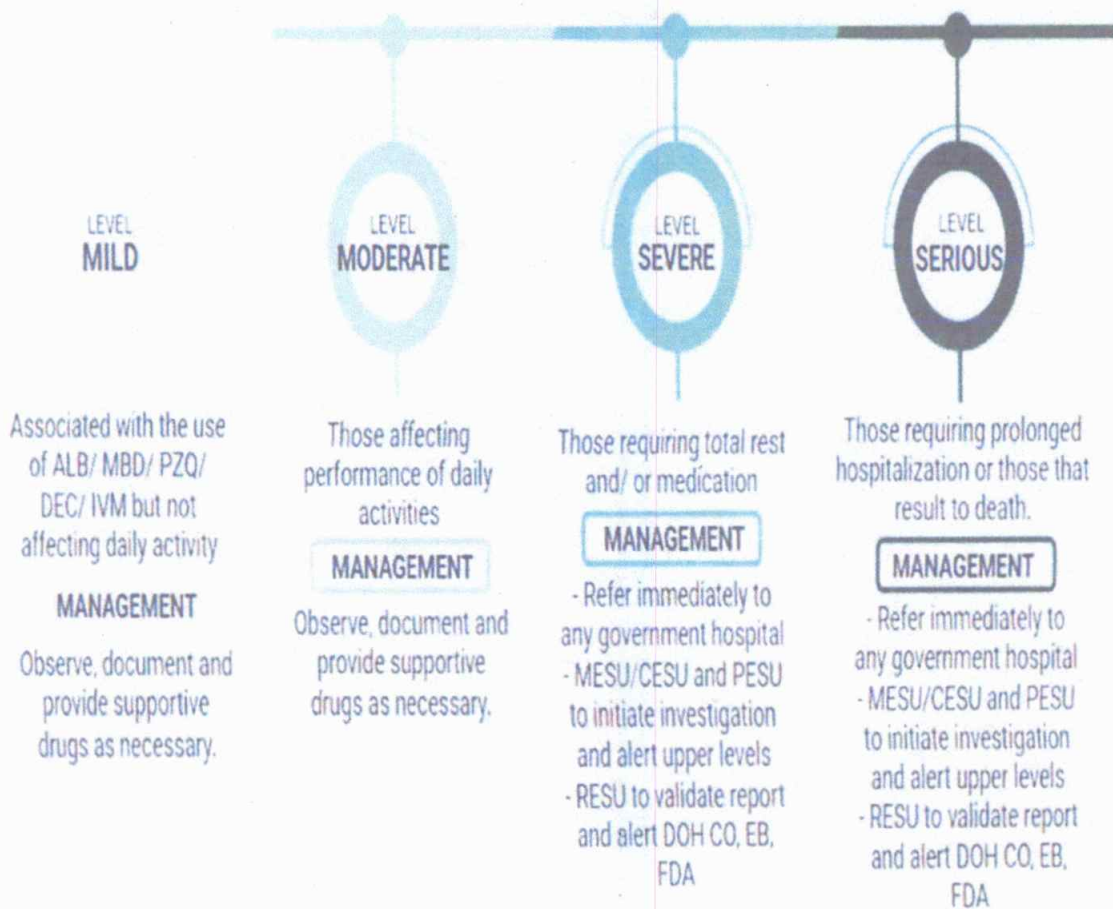 LEVEL
MILD
Associated with the use
of ALB/ MBD/ PZQ/
DEC/ IVM but not
affecting daily activity
MANAGEMENT
Observe, document and
provide supportive
drugs as necessary.
LEVEL
MODERATE
Those affecting
performance of daily
activities
MANAGEMENT
Observe, document and
provide supportive
drugs as necessary.
LEVEL
SEVERE
Those requiring total rest
and/ or medication
MANAGEMENT
- Refer immediately to
any government hospital
- MESU/CESU and PESU
to initiate investigation
and alert upper levels
- RESU to validate report
and alert DOH CO, EB,
FDA
LEVEL
SERIOUS
Those requiring prolonged
hospitalization or those that
result to death.
MANAGEMENT
- Refer immediately to
any government hospital
- MESU/CESU and PESU
to initiate investigation
and alert upper levels
- RESU to validate report
and alert DOH CO, EB,
FDA